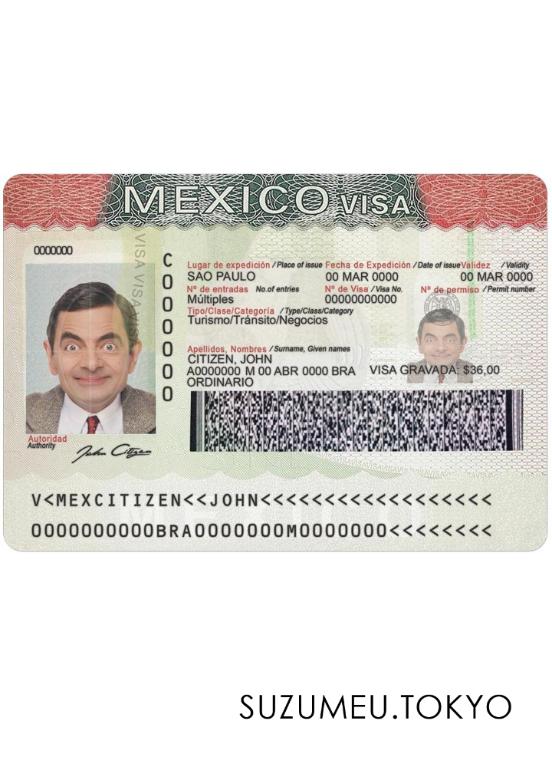 MEXICO VISA
0000000
VISA VISA
C0000000
Lugar de expedición / Place of issue Fecha de Expedición / Date of issue Validez / Validity
SAO PAULO 00 MAR 0000 00 MAR 0000
Nº de entradas No.of entries Nº de Visa / Visa No. Nº de permiso / Permit number
Múltiples 00000000000
Tipo/Clase/Categoría / Type/Class/Category
Turismo/Tránsito/Negocios
Apellidos, Nombres / Surname, Given names
CITIZEN, JOHN
A0000000 M 00 ABR 0000 BRA VISA GRAVADA: $36,00
ORDINARIO
Autoridad
Authority
John Citizen
V<MEXCITIZEN<<JOHN<<<<<<<<<<<<<<<<<<
0000000000BRA0000000M0000000<<<<<<<<
SUZUMEU.TOKYO